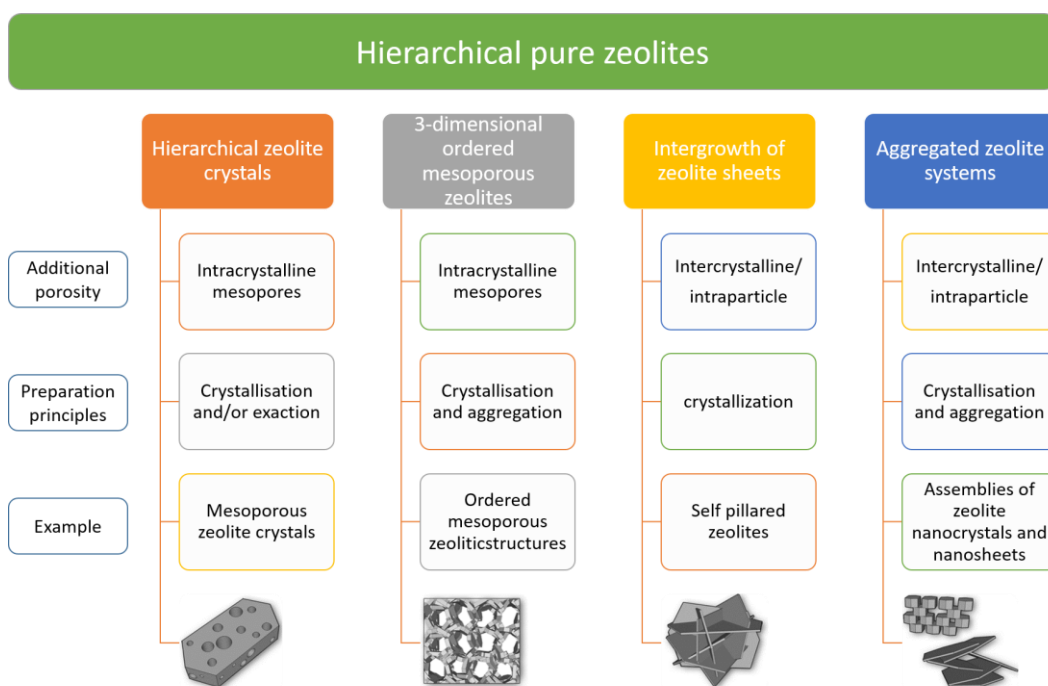 Hierarchical pure zeolites
Hierarchical zeolite
crystals
3-dimensional
ordered
mesoporous
zeolites
Intergrowth of
zeolite sheets
Aggregated zeolite
systems
Additional
porosity
Intracrystalline
mesopores
Intracrystalline
mesopores
Intercrystalline/
intraparticle
Intercrystalline/
intraparticle
Preparation
principles
Crystallisation
and/or exaction
Crystallisation
and aggregation
crystallization
Crystallisation
and aggregation
Example
Mesoporous
zeolite crystals
Ordered
mesoporous
zeoliticstructures
Self pillared
zeolites
Assemblies of
zeolite
nanocrystals and
nanosheets